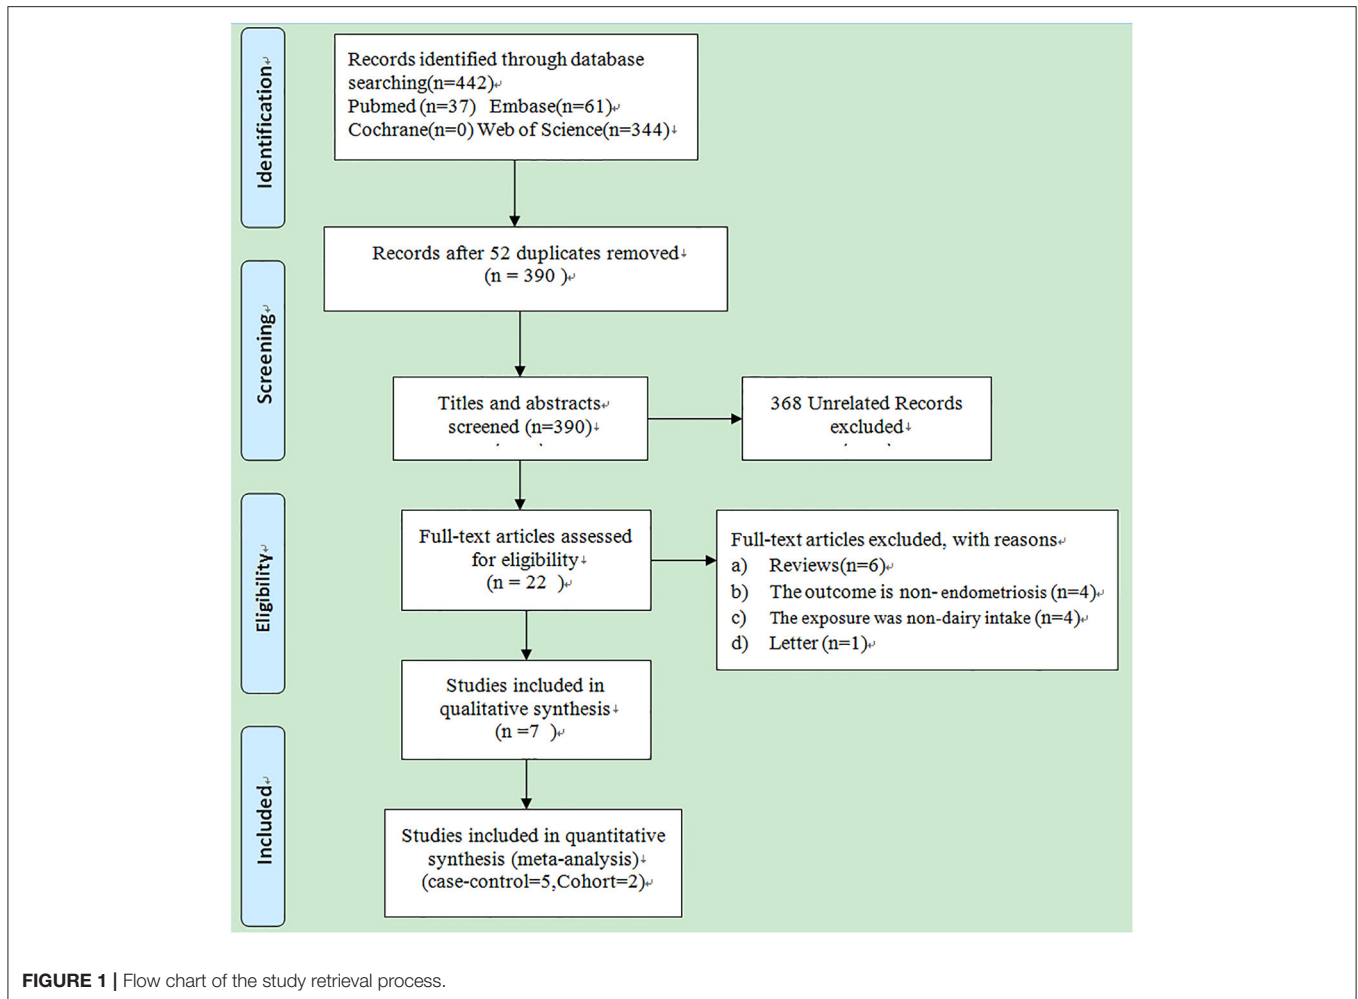 Identification
Records identified through database
searching(n=442)
Pubmed (n=37) Embase(n=61)
Cochrane(n=0) Web of Science(n=344)
Records after 52 duplicates removed
(n = 390 )
Screening
Titles and abstracts
screened (n=390)
368 Unrelated Records
excluded
Eligibility
Full-text articles assessed
for eligibility
(n = 22 )
Full-text articles excluded, with reasons
a) Reviews(n=6)
b) The outcome is non- endometriosis (n=4)
c) The exposure was non-dairy intake (n=4)
d) Letter (n=1)
Studies included in
qualitative synthesis
(n =7 )
Included
Studies included in quantitative
synthesis (meta-analysis)
(case-control=5,Cohort=2)
FIGURE 1 | Flow chart of the study retrieval process.